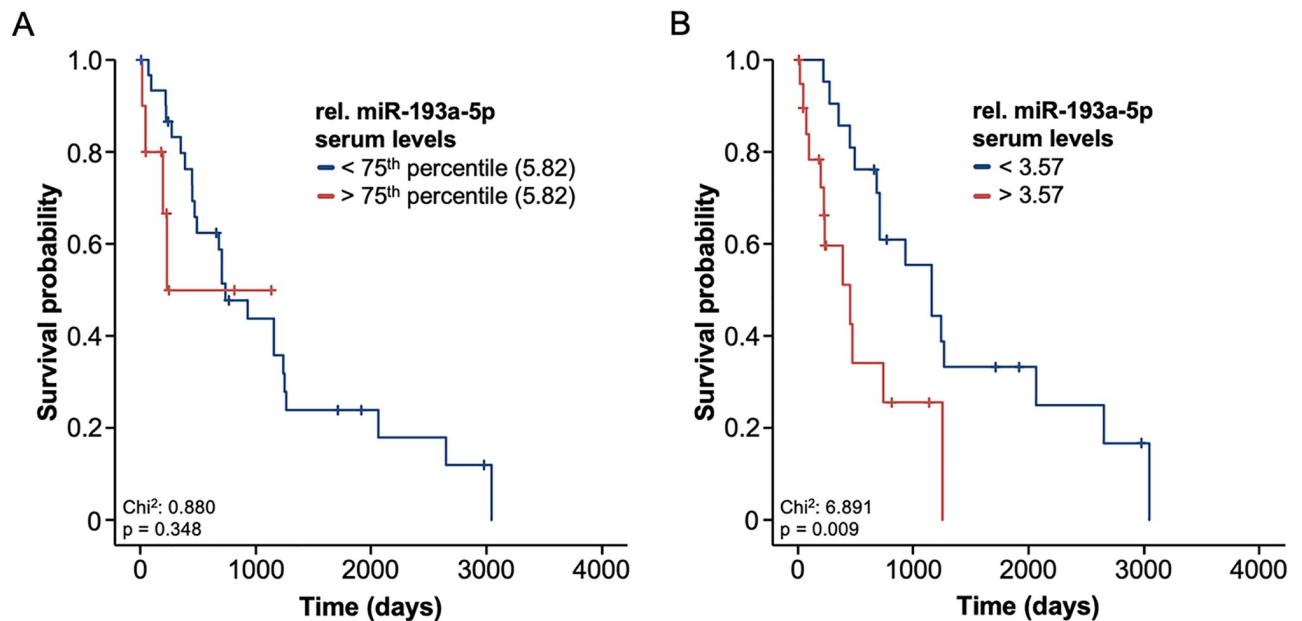 A
1.0
0.8
0.6
0.4
0.2
0
Survival probability
rel. miR-193a-5p
serum levels
< 75th percentile (5.82)
> 75th percentile (5.82)
Chi²: 0.880
p = 0.348
0 1000 2000 3000 4000
Time (days)
B
1.0
0.8
0.6
0.4
0.2
0
Survival probability
rel. miR-193a-5p
serum levels
< 3.57
> 3.57
Chi²: 6.891
p = 0.009
0 1000 2000 3000 4000
Time (days)